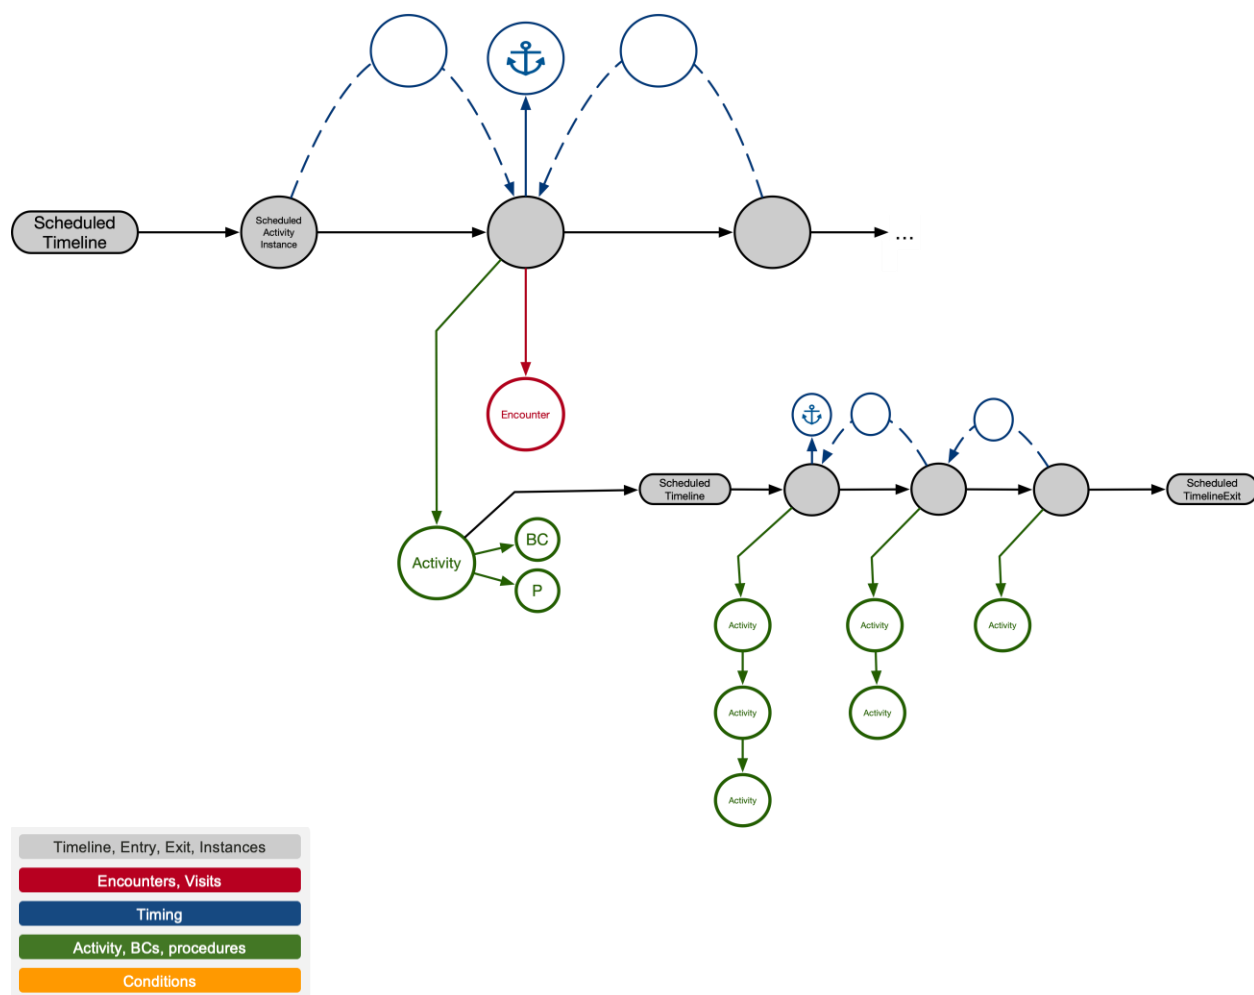 Scheduled
Timeline
Scheduled
Activity
Instance
...
Encounter
Scheduled
Timeline
Scheduled
TimelineExit
Activity
BC
P
Activity
Activity
Activity
Activity
Activity
Activity
Timeline, Entry, Exit, Instances
Encounters, Visits
Timing
Activity, BCs, procedures
Conditions